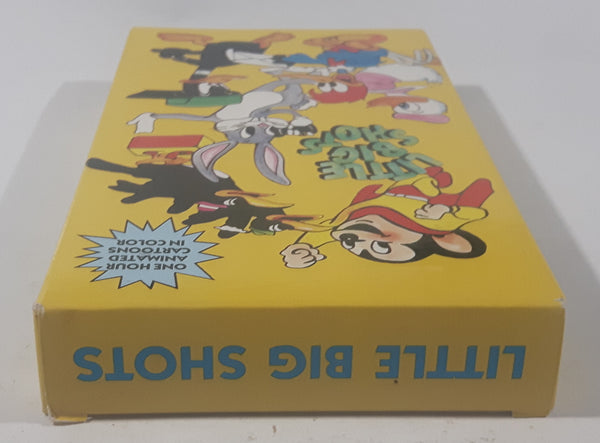 LITTLE
BIG
SHOTS
ONE HOUR
ANIMATED
CARTOONS
IN COLOR
LITTLE BIG SHOTS